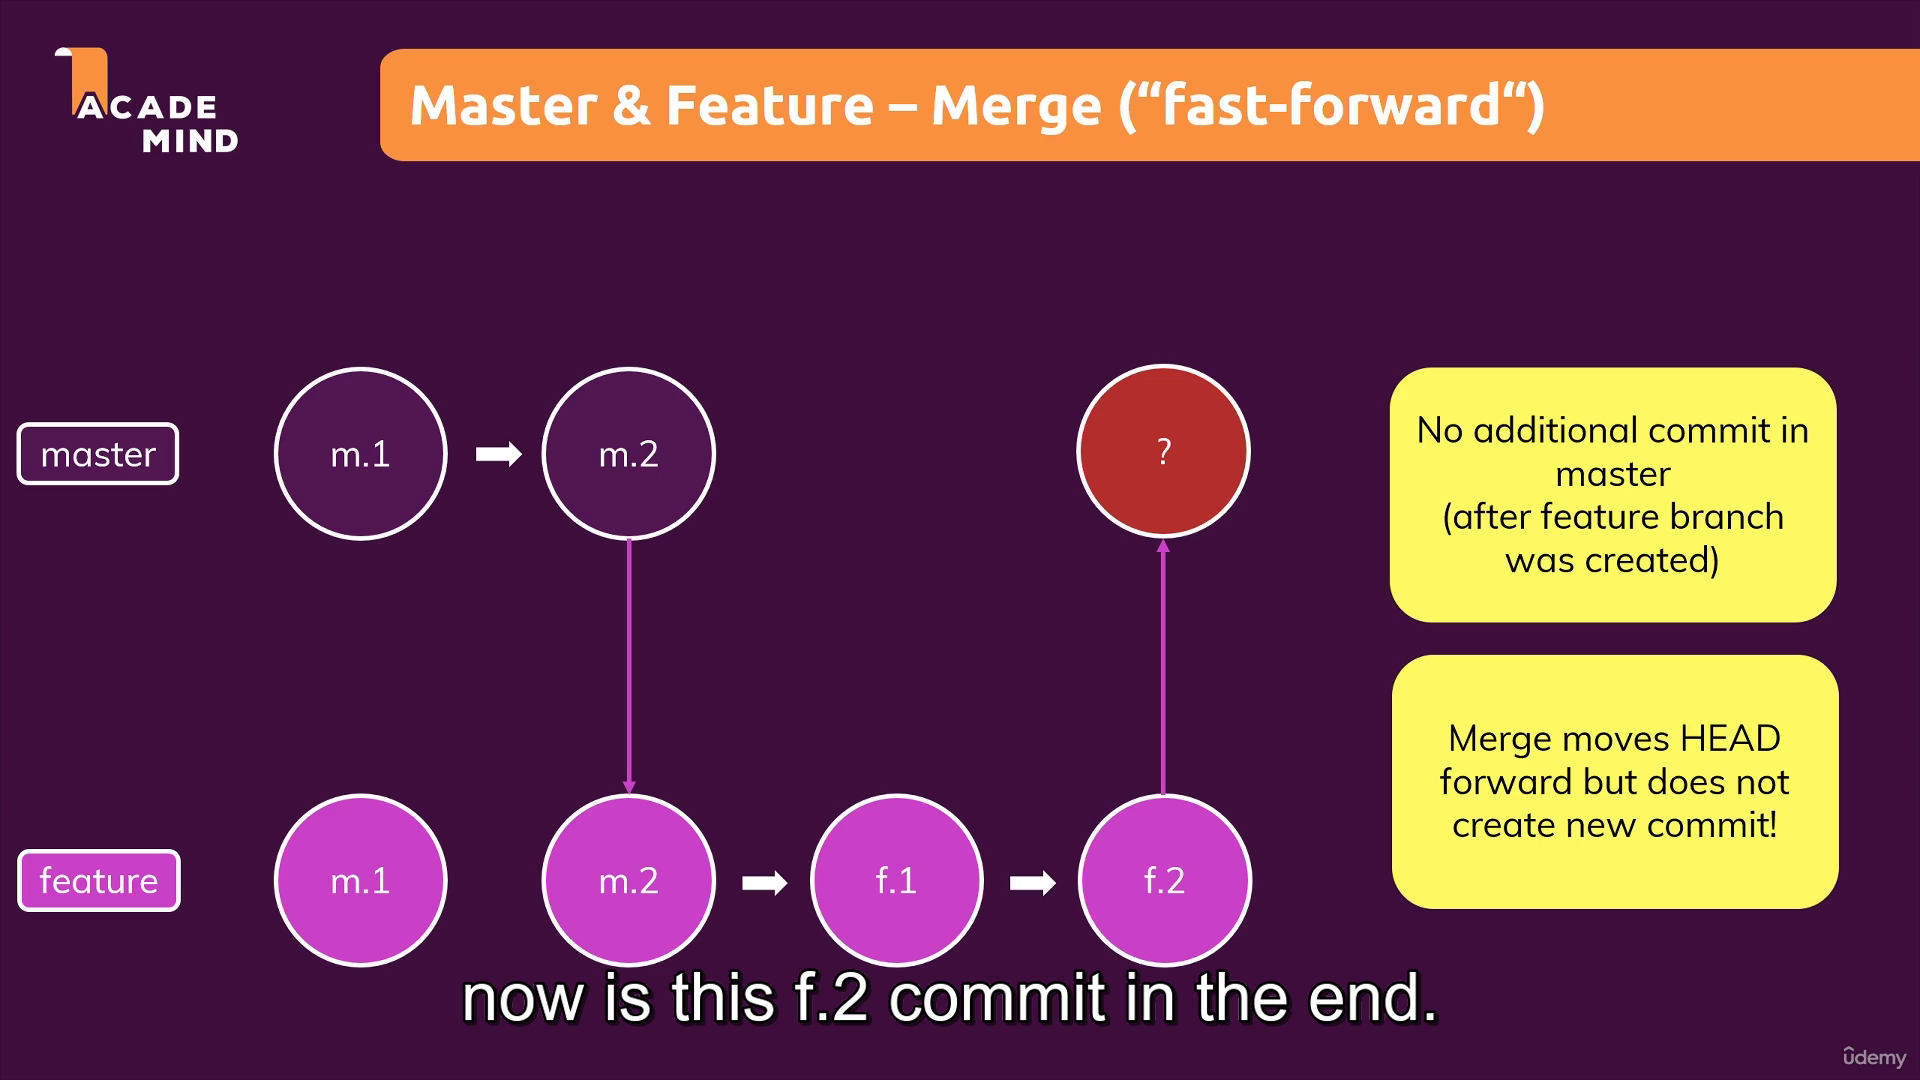 ACADE
MIND
Master & Feature – Merge (“fast-forward“)
master
m.1
m.2
?
No additional commit in
master
(after feature branch
was created)
Merge moves HEAD
forward but does not
create new commit!
feature
m.1
m.2
f.1
f.2
now is this f.2 commit in the end.
ûdemy